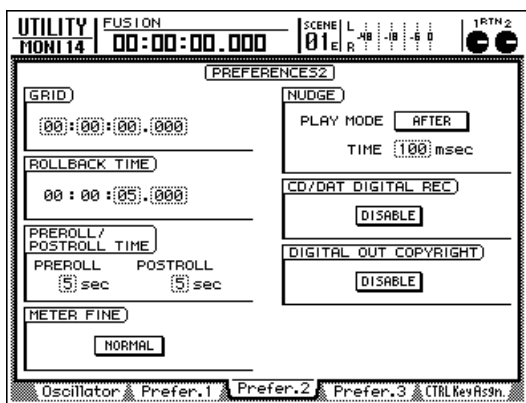 UTILITY FUSION SCENE L -48 -18 -6 0 1RTN2
MONI 14 00:00:00.000 01E R
PREFERENCES2
GRID
00:00:00.000
ROLLBACK TIME
00:00:05.000
PREROLL/
POSTROLL TIME
PREROLL POSTROLL
5 sec 5 sec
METER FINE
NORMAL
NUDGE
PLAY MODE AFTER
TIME 100 msec
CD/DAT DIGITAL REC
DISABLE
DIGITAL OUT COPYRIGHT
DISABLE
Oscillator Prefer.1 Prefer.2 Prefer.3 CTRL KeyAsgn.